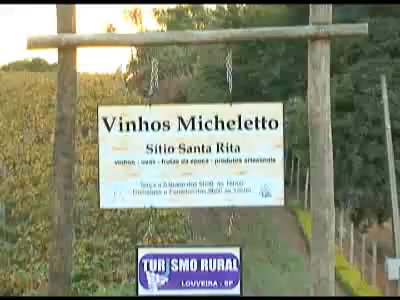 Vinhos Micheletto
Sítio Santa Rita
vinhos - uvas - frutas da época - produtos artesanais
TURISMO RURAL
LOUVEIRA - SP